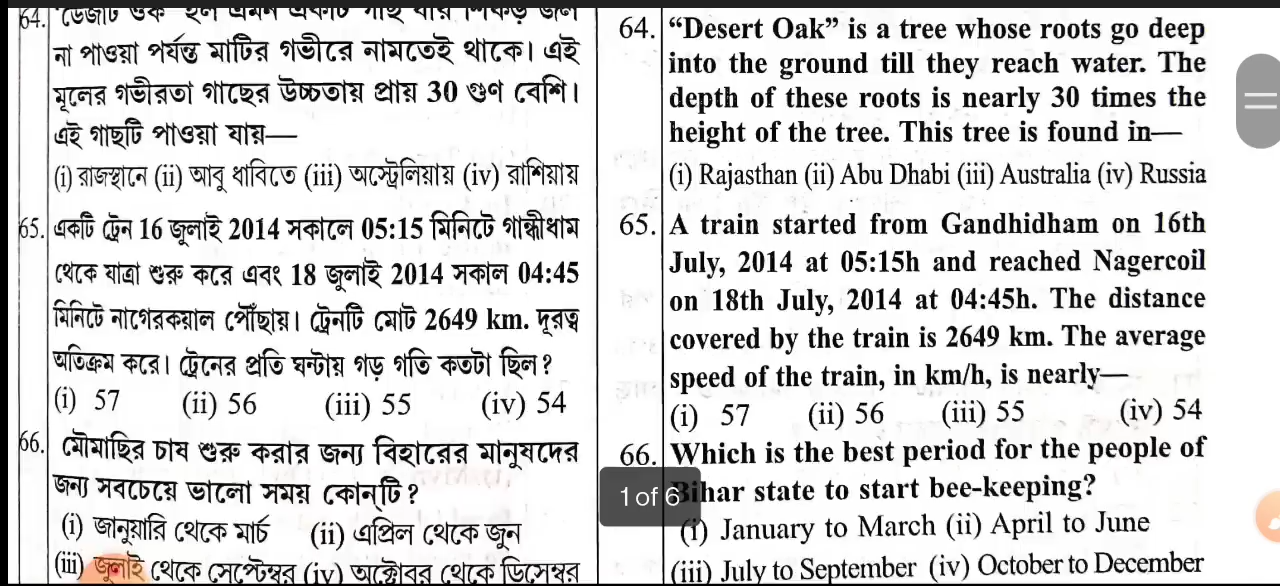 64.
না পাওয়া পর্যন্ত মাটির গভীরে নামতেই থাকে। এই
মূলের গভীরতা গাছের উচ্চতায় প্রায় 30 গুণ বেশি।
এই গাছটি পাওয়া যায়—
(i) রাজস্থানে (ii) আবু ধাবিতে (iii) অস্ট্রেলিয়ায় (iv) রাশিয়ায়
65. একটি ট্রেন 16 জুলাই 2014 সকালে 05:15 মিনিটে গান্ধীধাম
থেকে যাত্রা শুরু করে এবং 18 জুলাই 2014 সকাল 04:45
মিনিটে নাগেরকয়াল পৌঁছায়। ট্রেনটি মোট 2649 km. দূরত্ব
অতিক্রম করে। ট্রেনের প্রতি ঘন্টায় গড় গতি কতটা ছিল?
(i) 57 (ii) 56 (iii) 55 (iv) 54
66. মৌমাছির চাষ শুরু করার জন্য বিহারের মানুষদের
জন্য সবচেয়ে ভালো সময় কোন্‌টি?
(i) জানুয়ারি থেকে মার্চ (ii) এপ্রিল থেকে জুন
(iii) জুলাই থেকে সেপ্টেম্বর (iv) অক্টোবর থেকে ডিসেম্বর
64. “Desert Oak” is a tree whose roots go deep
into the ground till they reach water. The
depth of these roots is nearly 30 times the
height of the tree. This tree is found in—
(i) Rajasthan (ii) Abu Dhabi (iii) Australia (iv) Russia
65. A train started from Gandhidham on 16th
July, 2014 at 05:15h and reached Nagercoil
on 18th July, 2014 at 04:45h. The distance
covered by the train is 2649 km. The average
speed of the train, in km/h, is nearly—
(i) 57 (ii) 56 (iii) 55 (iv) 54
66. Which is the best period for the people of
Bihar state to start bee-keeping?
(i) January to March (ii) April to June
(iii) July to September (iv) October to December
1 of 6